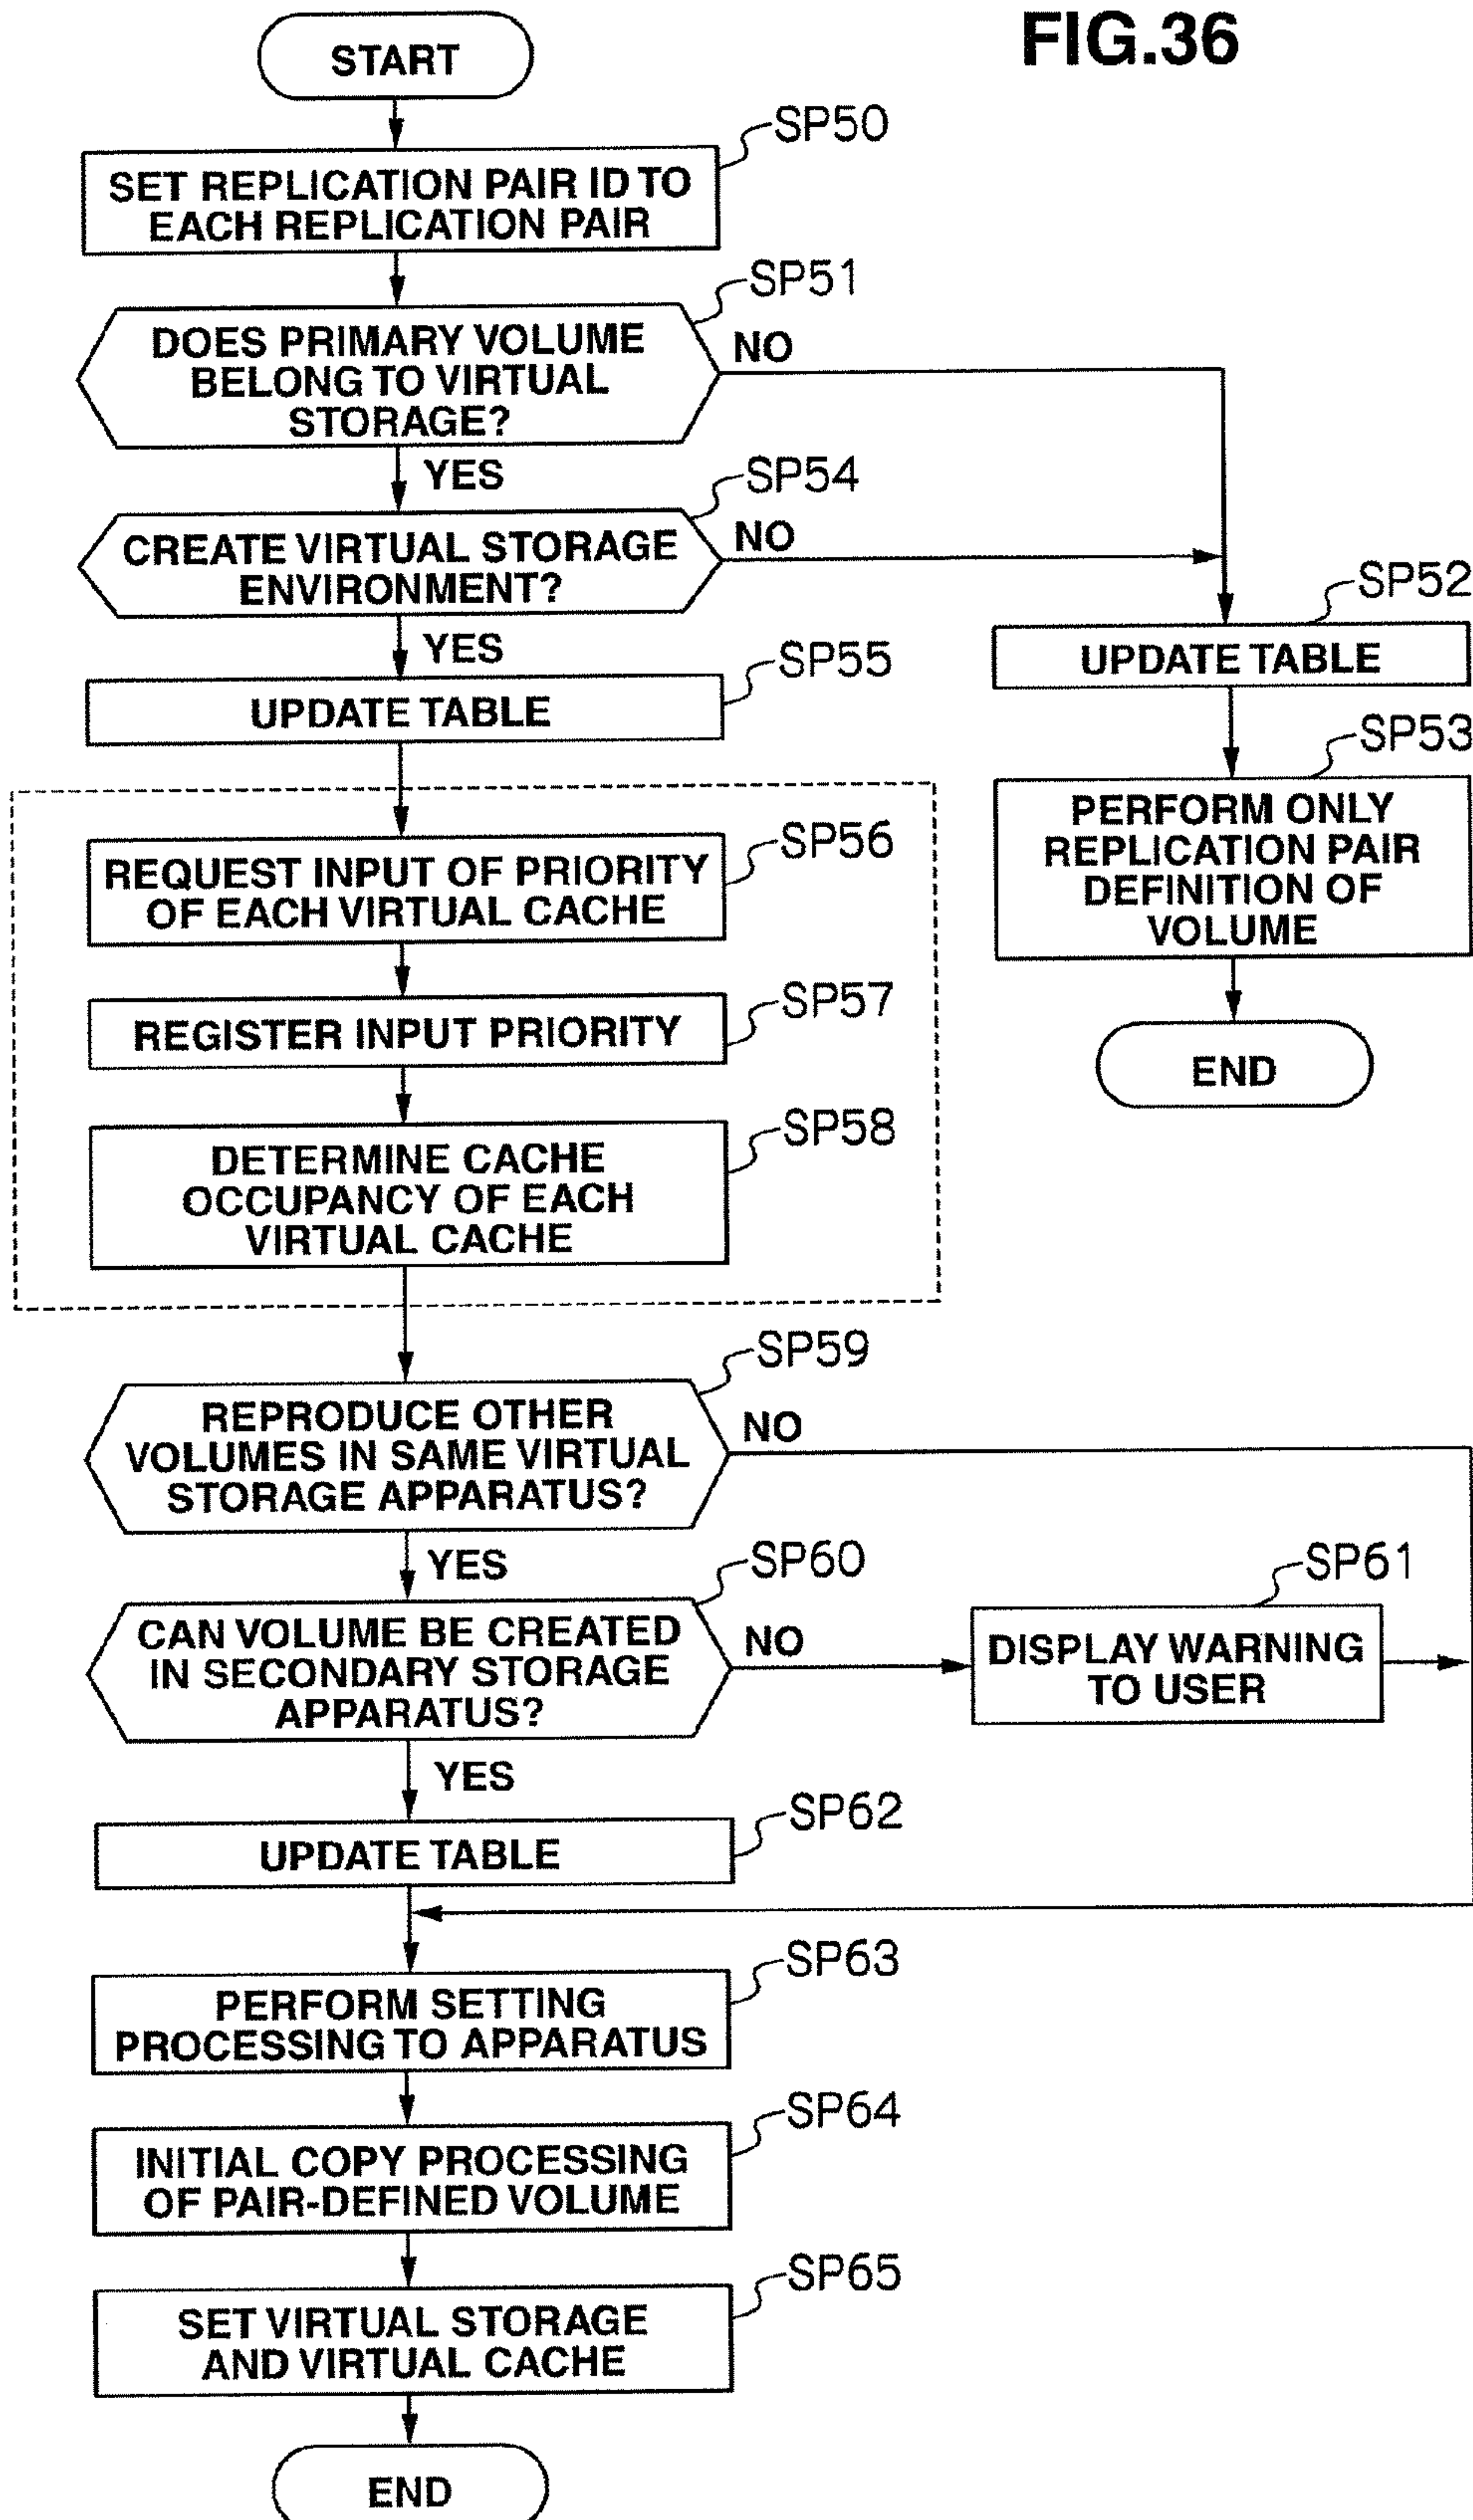 FIG.36
START
SP50
SET REPLICATION PAIR ID TO
EACH REPLICATION PAIR
SP51
DOES PRIMARY VOLUME
BELONG TO VIRTUAL
STORAGE?
NO
YES
SP54
CREATE VIRTUAL STORAGE
ENVIRONMENT?
NO
YES
SP52
UPDATE TABLE
SP55
UPDATE TABLE
SP53
PERFORM ONLY
REPLICATION PAIR
DEFINITION OF
VOLUME
END
SP56
REQUEST INPUT OF PRIORITY
OF EACH VIRTUAL CACHE
SP57
REGISTER INPUT PRIORITY
SP58
DETERMINE CACHE
OCCUPANCY OF EACH
VIRTUAL CACHE
SP59
REPRODUCE OTHER
VOLUMES IN SAME VIRTUAL
STORAGE APPARATUS?
NO
YES
SP60
CAN VOLUME BE CREATED
IN SECONDARY STORAGE
APPARATUS?
NO
SP61
DISPLAY WARNING
TO USER
YES
SP62
UPDATE TABLE
SP63
PERFORM SETTING
PROCESSING TO APPARATUS
SP64
INITIAL COPY PROCESSING
OF PAIR-DEFINED VOLUME
SP65
SET VIRTUAL STORAGE
AND VIRTUAL CACHE
END